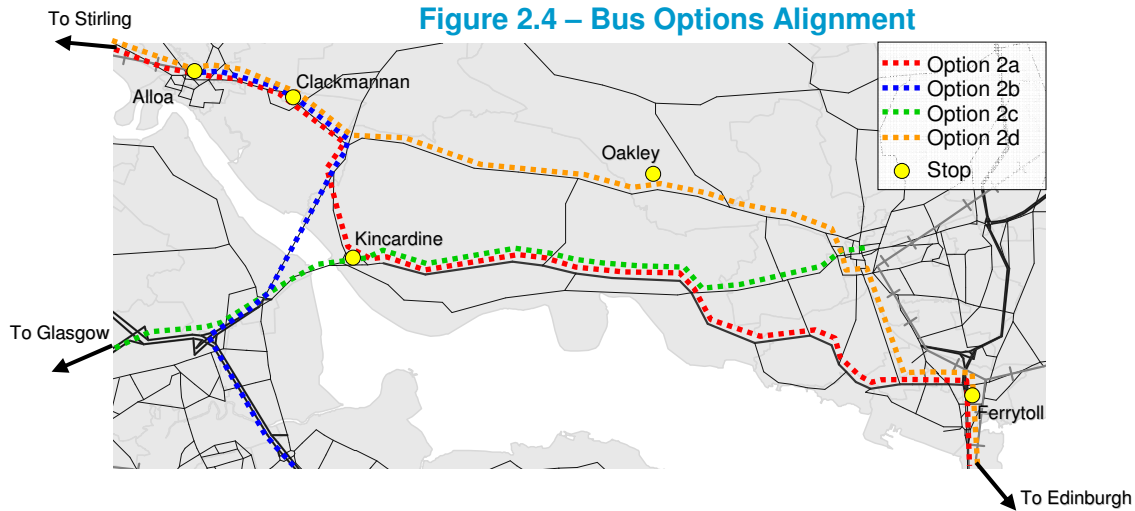 Figure 2.4 – Bus Options Alignment
To Stirling
Option 2a
Option 2b
Option 2c
Option 2d
Stop
Clackmannan
Alloa
Oakley
Kincardine
To Glasgow
Ferrytoll
To Edinburgh